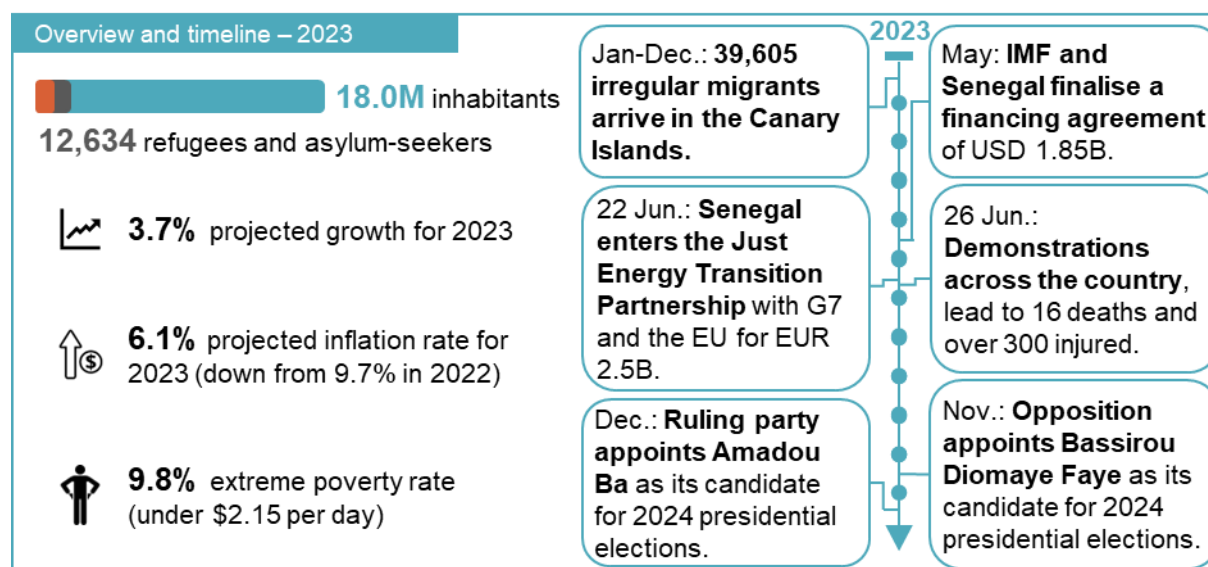 Overview and timeline – 2023
18.0M inhabitants
12,634 refugees and asylum-seekers
3.7% projected growth for 2023
6.1% projected inflation rate for
2023 (down from 9.7% in 2022)
9.8% extreme poverty rate
(under $2.15 per day)
2023
Jan-Dec.: 39,605
irregular migrants
arrive in the Canary
Islands.
May: IMF and
Senegal finalise a
financing agreement
of USD 1.85B.
22 Jun.: Senegal
enters the Just
Energy Transition
Partnership with G7
and the EU for EUR
2.5B.
26 Jun.:
Demonstrations
across the country,
lead to 16 deaths and
over 300 injured.
Dec.: Ruling party
appoints Amadou
Ba as its candidate
for 2024 presidential
elections.
Nov.: Opposition
appoints Bassirou
Diomaye Faye as its
candidate for 2024
presidential elections.